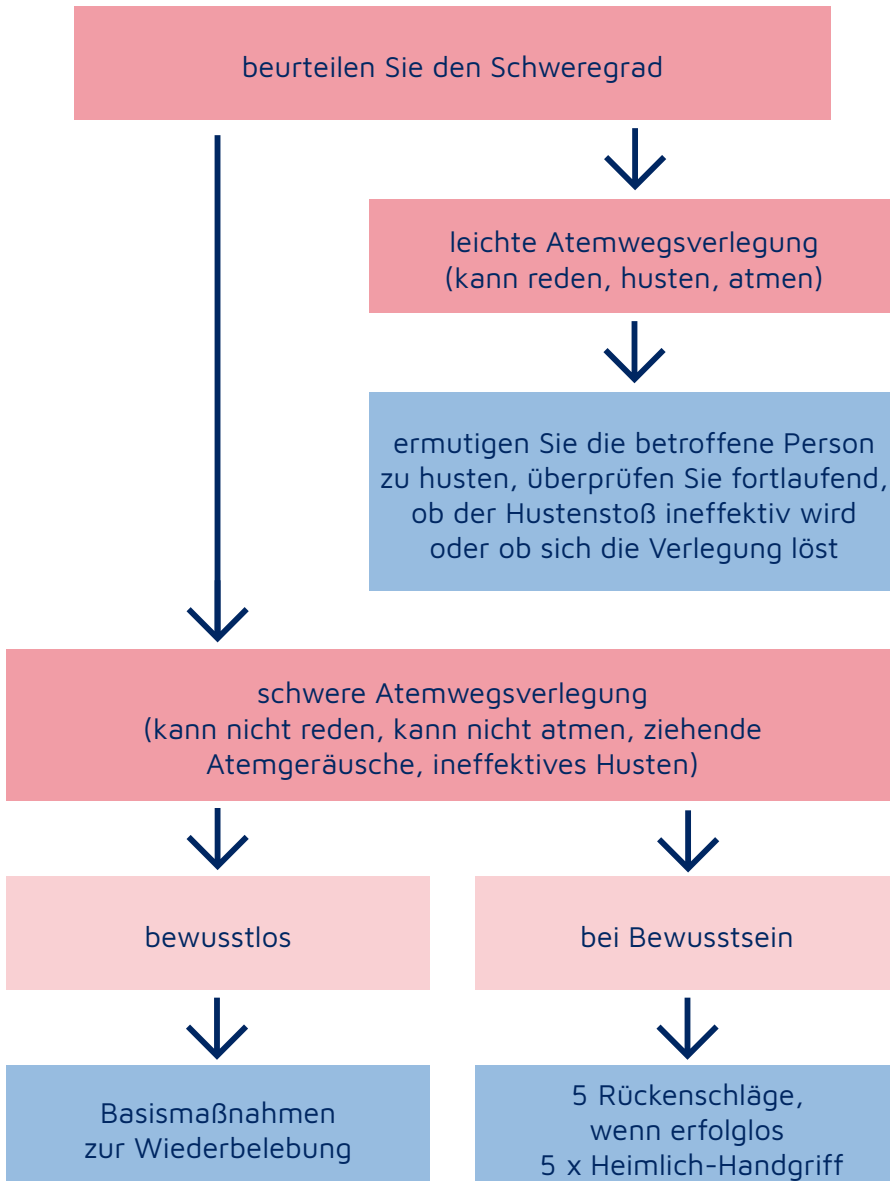 beurteilen Sie den Schweregrad
leichte Atemwegsverlegung
(kann reden, husten, atmen)
ermutigen Sie die betroffene Person
zu husten, überprüfen Sie fortlaufend,
ob der Hustenstoß ineffektiv wird
oder ob sich die Verlegung löst
schwere Atemwegsverlegung
(kann nicht reden, kann nicht atmen, ziehende
Atemgeräusche, ineffektives Husten)
bewusstlos
bei Bewusstsein
Basismaßnahmen
zur Wiederbelebung
5 Rückenschläge,
wenn erfolglos
5 x Heimlich-Handgriff